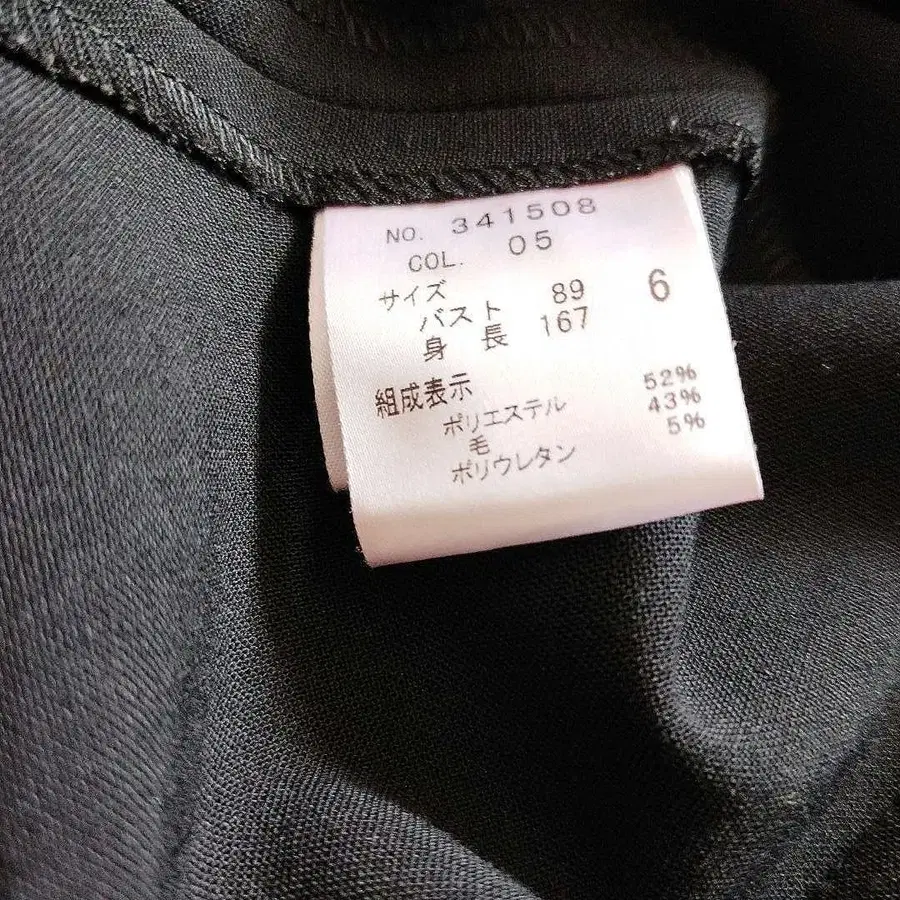 NO. 341508
COL. 05
サイズ 6
バスト 89
身長 167
組成表示
ポリエステル 52%
毛 43%
ポリウレタン 5%